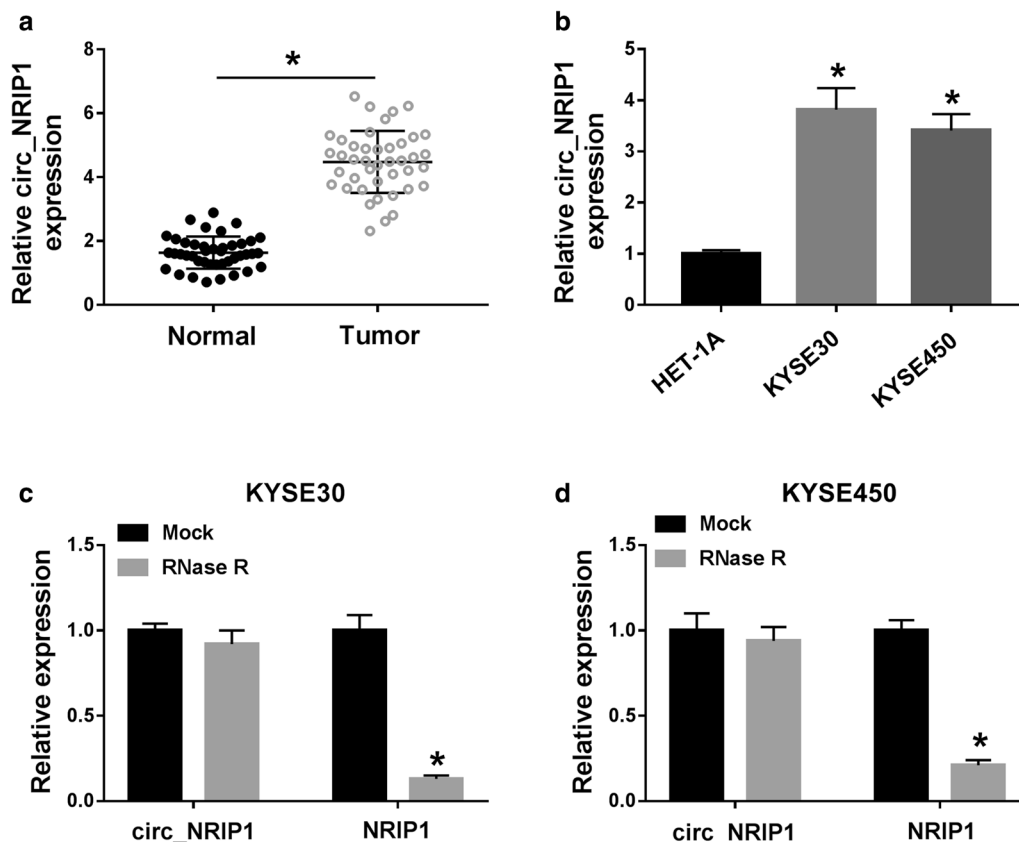 a
Relative circ_NRIP1
expression
8
6
4
2
0
*
Normal
Tumor
b
Relative circ_NRIP1
expression
5
4
3
2
1
0
*
*
HET-1A
KYSE30
KYSE450
c
KYSE30
Mock
RNase R
Relative expression
1.5
1.0
0.5
0.0
*
circ_NRIP1
NRIP1
d
KYSE450
Mock
RNase R
Relative expression
1.5
1.0
0.5
0.0
*
circ_NRIP1
NRIP1